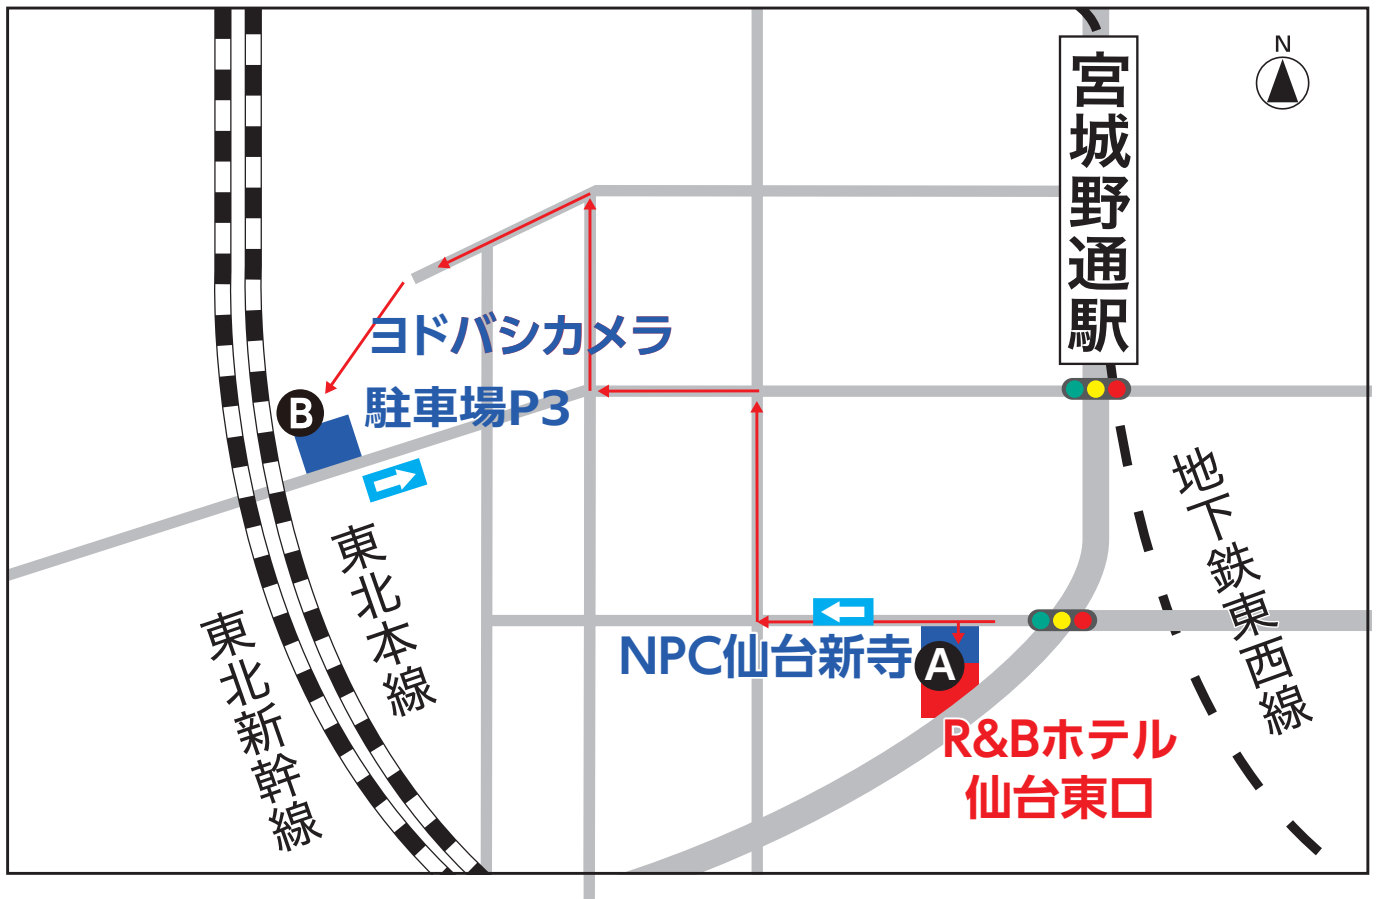 N
宮城野通駅
ヨドバシカメラ
駐車場P3
B
地下鉄東西線
東北本線
東北新幹線
NPC仙台新寺
A
R&Bホテル
仙台東口